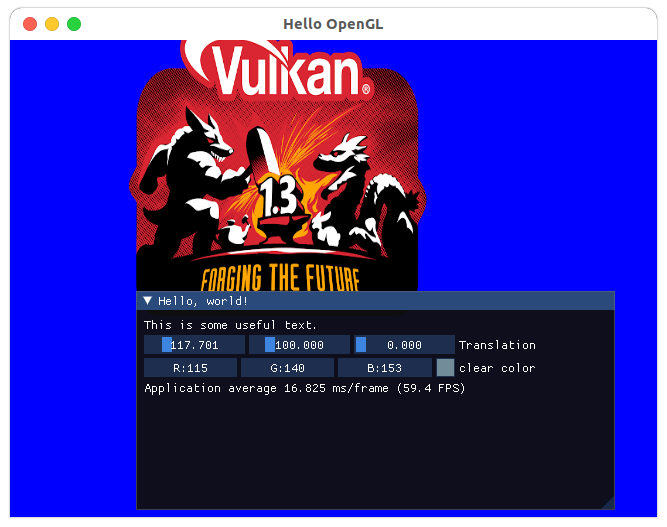 Hello OpenGL
Vulkan®
1.3
FORGING THE FUTURE
Hello, world!
This is some useful text.
117.701 100.000 0.000 Translation
R:115 G:140 B:153 clear color
Application average 16.825 ms/frame (59.4 FPS)